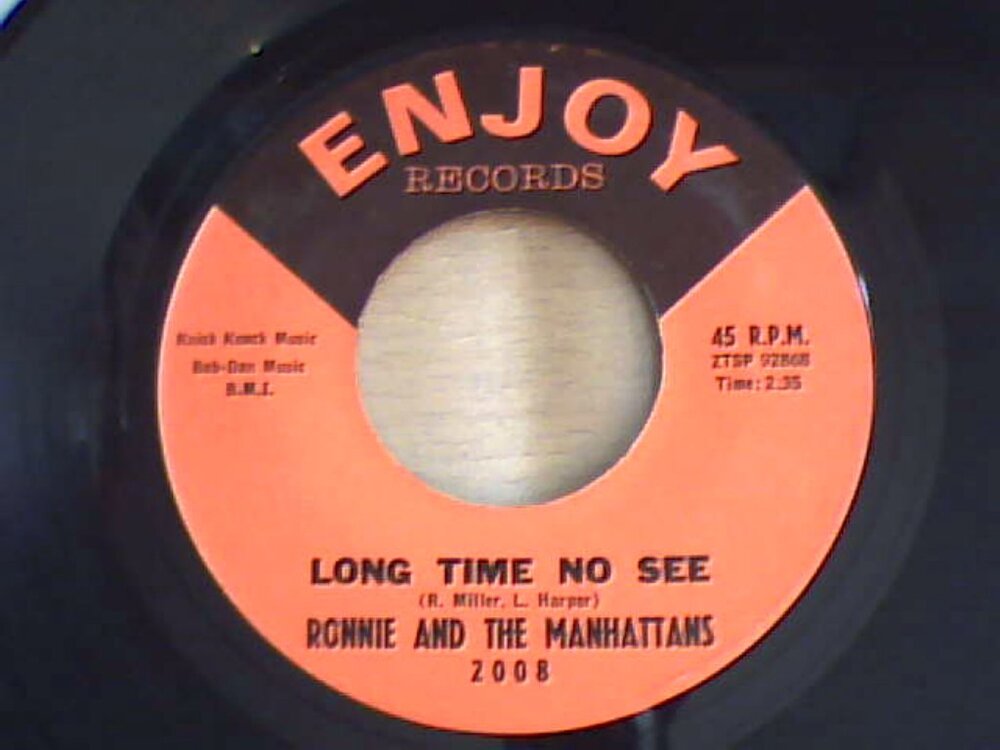 ENJOY
RECORDS
Knick Knack Music
Bob-Dan Music
B.M.I.
45 R.P.M.
ZTSP 92868
Time: 2:35
LONG TIME NO SEE
(R. Miller, L. Harper)
RONNIE AND THE MANHATTANS
2008